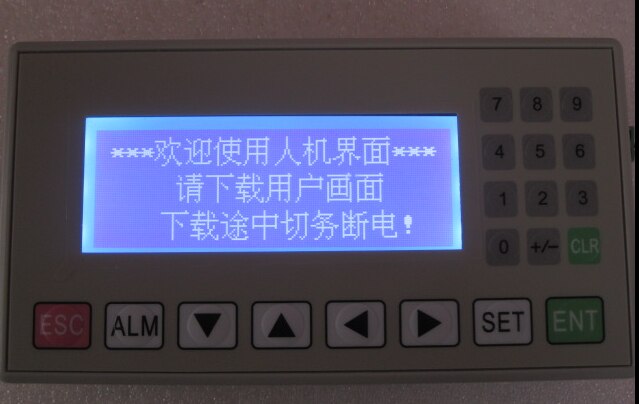 ***欢迎使用人机界面***
请下载用户画面
下载途中切务断电!
7 8 9
4 5 6
1 2 3
0 +/- CLR
ESC ALM ▼ ▲ ◀ ▶ SET ENT